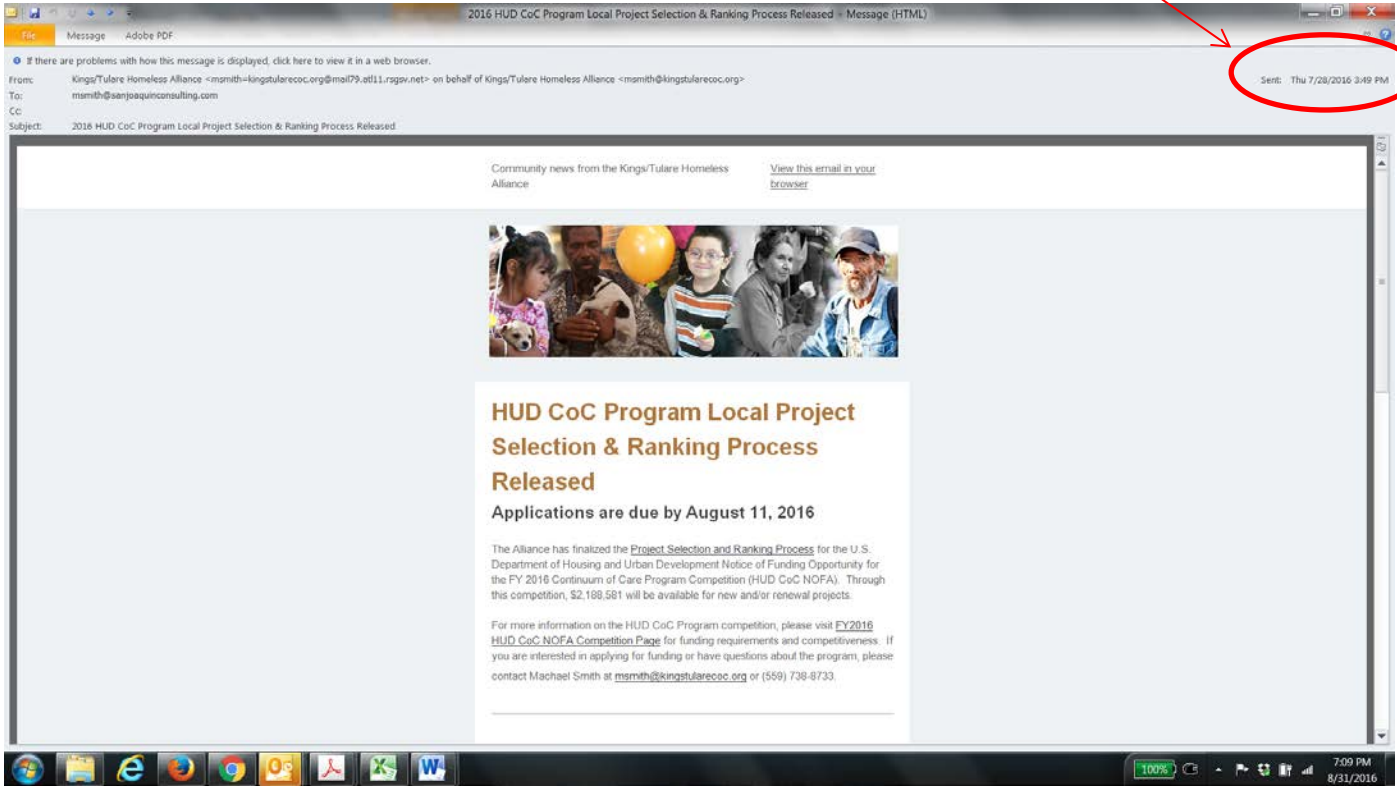 2016 HUD CoC Program Local Project Selection & Ranking Process Released - Message (HTML)
File Message Adobe PDF
If there are problems with how this message is displayed, click here to view it in a web browser.
From: Kings/Tulare Homeless Alliance <msmith=kingstularecoc.org@mail79.atl11.rsgsv.net> on behalf of Kings/Tulare Homeless Alliance <msmith@kingstularecoc.org>
Sent: Thu 7/28/2016 3:49 PM
To: msmith@sanjoaquinconsulting.com
Cc:
Subject: 2016 HUD CoC Program Local Project Selection & Ranking Process Released
Community news from the Kings/Tulare Homeless
Alliance
View this email in your
browser
HUD CoC Program Local Project
Selection & Ranking Process
Released
Applications are due by August 11, 2016
The Alliance has finalized the Project Selection and Ranking Process for the U.S.
Department of Housing and Urban Development Notice of Funding Opportunity for
the FY 2016 Continuum of Care Program Competition (HUD CoC NOFA). Through
this competition, $2,188,581 will be available for new and/or renewal projects.
For more information on the HUD CoC Program competition, please visit FY2016
HUD CoC NOFA Competition Page for funding requirements and competitiveness. If
you are interested in applying for funding or have questions about the program, please
contact Machael Smith at msmith@kingstularecoc.org or (559) 738-8733.
100%
7:09 PM
8/31/2016